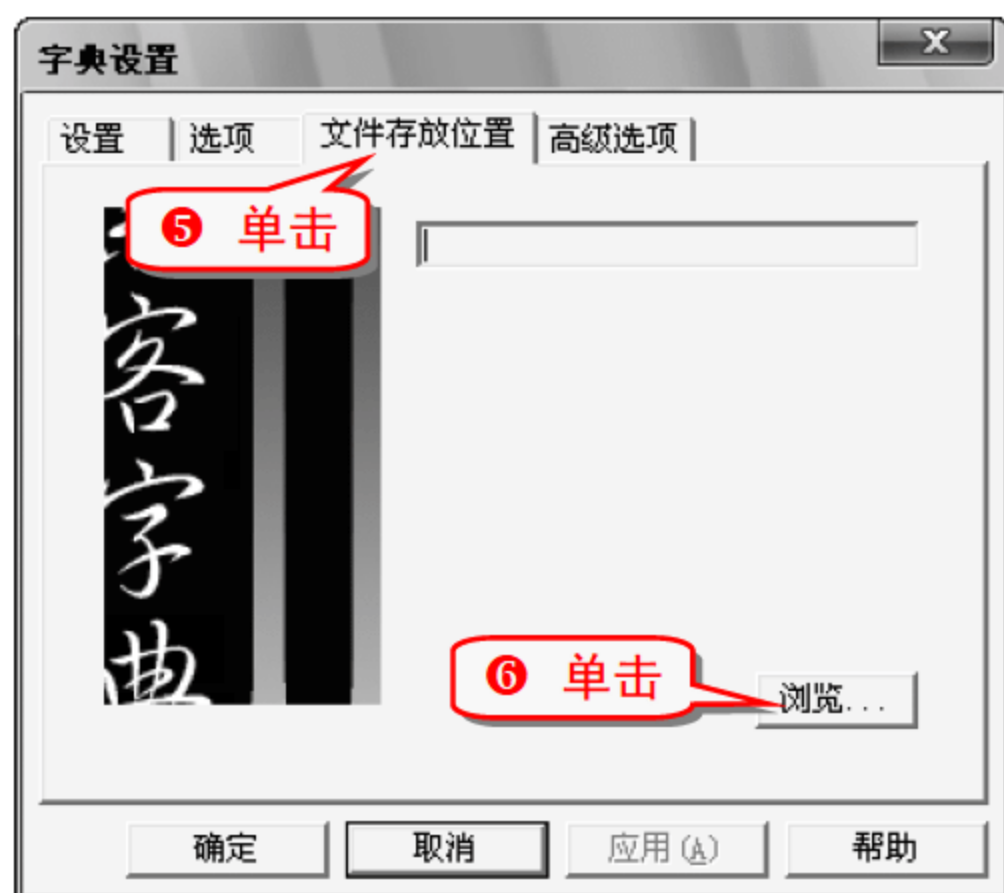 字典设置
设置 选项 文件存放位置 高级选项
❺ 单击
客
字
典
❻ 单击
浏览...
确定 取消 应用(A) 帮助